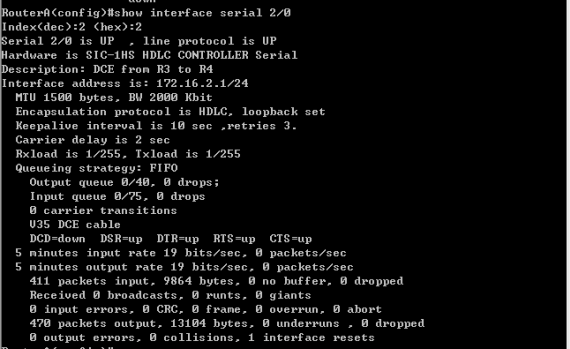 down
RouterA(config)#show interface serial 2/0
Index(dec):2 (hex):2
Serial 2/0 is UP  , line protocol is UP
Hardware is SIC-1HS HDLC CONTROLLER Serial
Description: DCE from R3 to R4
Interface address is: 172.16.2.1/24
  MTU 1500 bytes, BW 2000 Kbit
  Encapsulation protocol is HDLC, loopback set
  Keepalive interval is 10 sec ,retries 3.
  Carrier delay is 2 sec
  Rxload is 1/255, Txload is 1/255
  Queueing strategy: FIFO
    Output queue 0/40, 0 drops;
    Input queue 0/75, 0 drops
    0 carrier transitions
    V35 DCE cable
    DCD=down  DSR=up  DTR=up  RTS=up  CTS=up
  5 minutes input rate 19 bits/sec, 0 packets/sec
  5 minutes output rate 19 bits/sec, 0 packets/sec
    411 packets input, 9864 bytes, 0 no buffer, 0 dropped
    Received 0 broadcasts, 0 runts, 0 giants
    0 input errors, 0 CRC, 0 frame, 0 overrun, 0 abort
    470 packets output, 13104 bytes, 0 underruns , 0 dropped
    0 output errors, 0 collisions, 1 interface resets